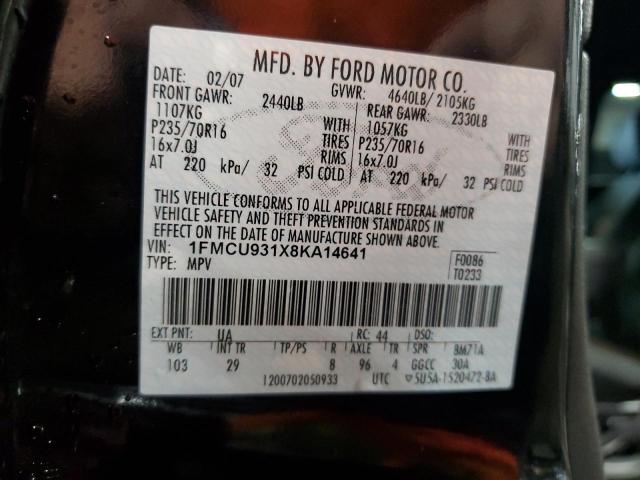 MFD. BY FORD MOTOR CO.
DATE: 02/07 GVWR: 4640LB/ 2105KG
FRONT GAWR: 2440LB REAR GAWR: 2330LB
1107KG WITH 1057KG WITH
P235/70R16 TIRES P235/70R16 TIRES
16x7.0J RIMS 16x7.0J RIMS
AT 220 kPa/ 32 PSI COLD AT 220 kPa/ 32 PSI COLD
THIS VEHICLE CONFORMS TO ALL APPLICABLE FEDERAL MOTOR
VEHICLE SAFETY AND THEFT PREVENTION STANDARDS IN
EFFECT ON THE DATE OF MANUFACTURE SHOWN ABOVE.
VIN: 1FMCU931X8KA14641 F0086
TYPE: MPV T0233
EXT PNT: UA RC: 44 DSO:
WB INT TR TP/PS R AXLE TR SPR BM71A
103 29 8 96 4 GGCC 30A
1200702050933 UTC 5U5A-1520472-BA